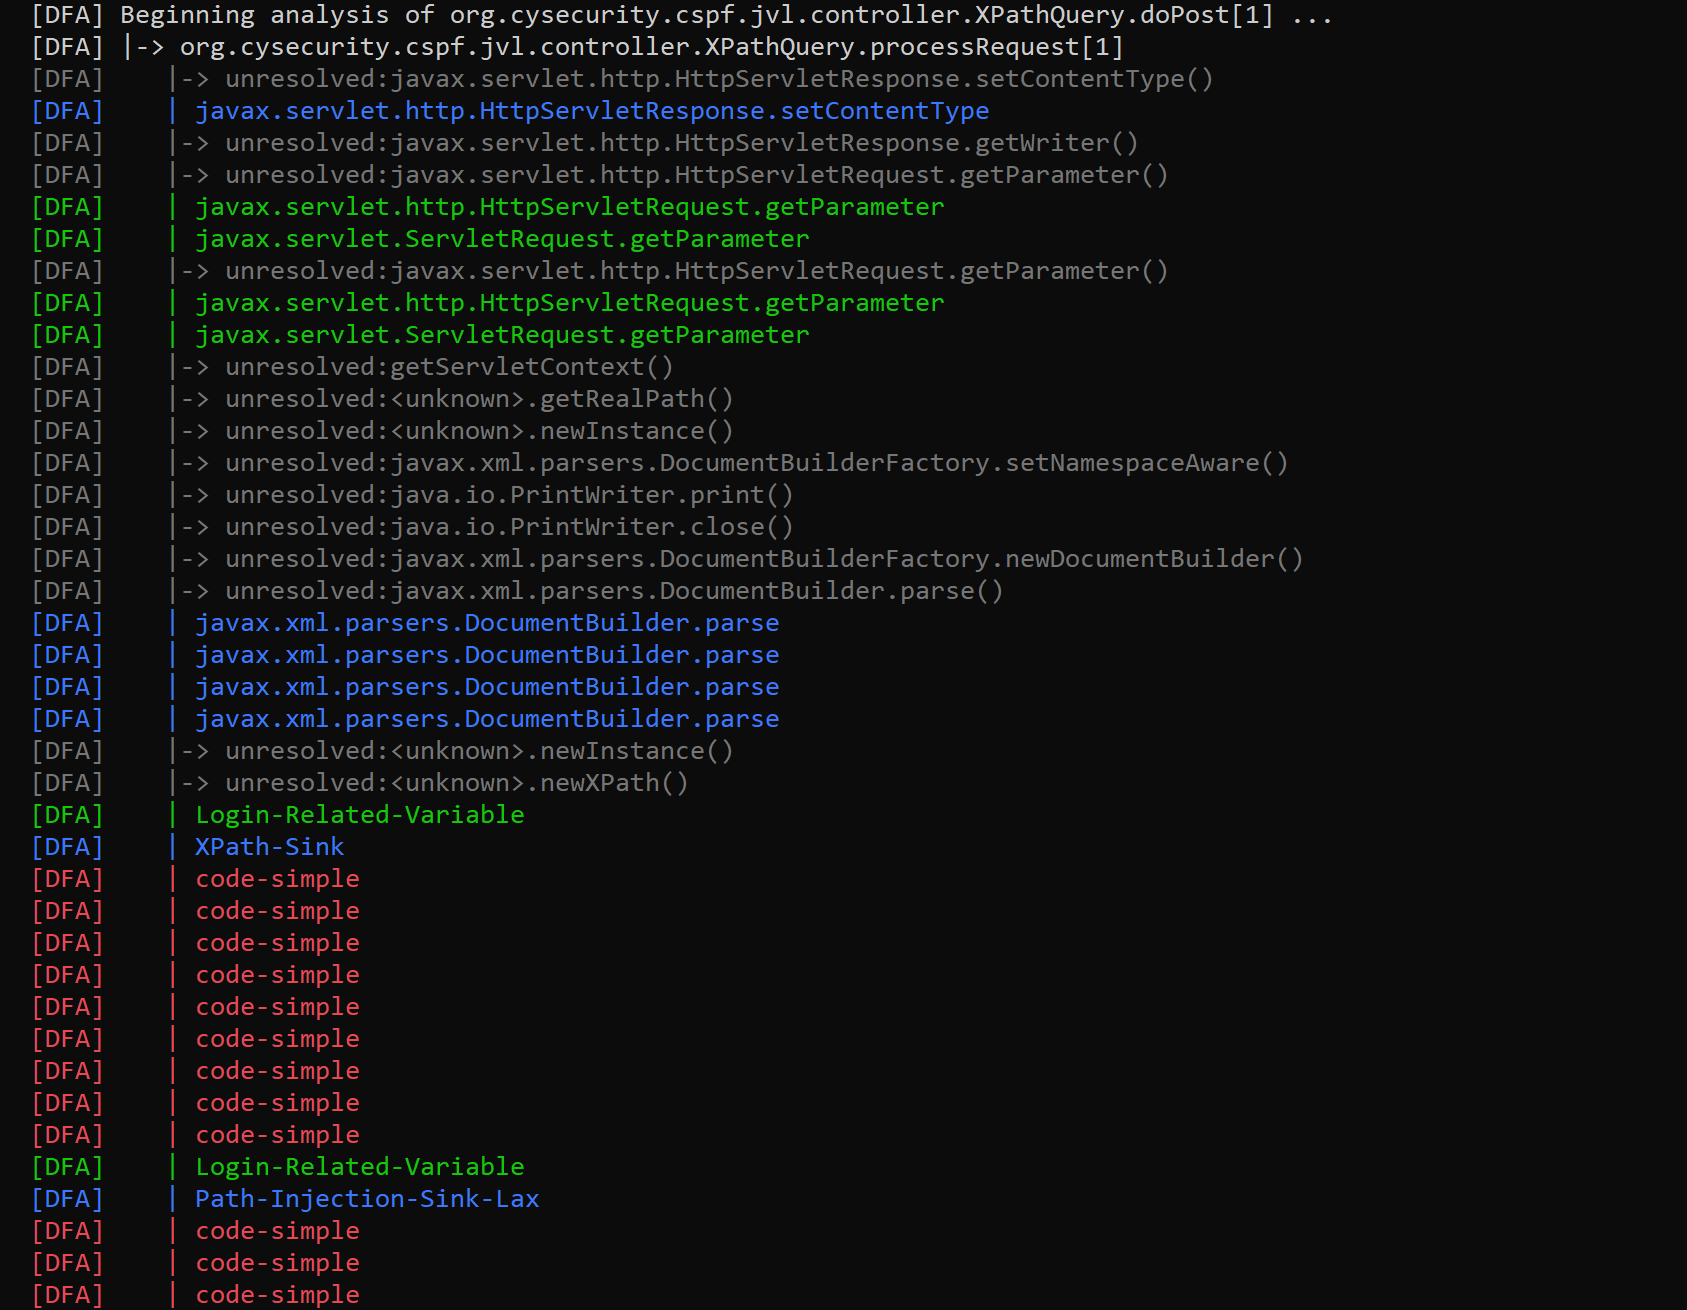 [DFA] Beginning analysis of org.cysecurity.cspf.jvl.controller.XPathQuery.doPost[1] ...
[DFA] |-> org.cysecurity.cspf.jvl.controller.XPathQuery.processRequest[1]
[DFA]    |-> unresolved:javax.servlet.http.HttpServletResponse.setContentType()
[DFA]    | javax.servlet.http.HttpServletResponse.setContentType
[DFA]    |-> unresolved:javax.servlet.http.HttpServletResponse.getWriter()
[DFA]    |-> unresolved:javax.servlet.http.HttpServletRequest.getParameter()
[DFA]    | javax.servlet.http.HttpServletRequest.getParameter
[DFA]    | javax.servlet.ServletRequest.getParameter
[DFA]    |-> unresolved:javax.servlet.http.HttpServletRequest.getParameter()
[DFA]    | javax.servlet.http.HttpServletRequest.getParameter
[DFA]    | javax.servlet.ServletRequest.getParameter
[DFA]    |-> unresolved:getServletContext()
[DFA]    |-> unresolved:<unknown>.getRealPath()
[DFA]    |-> unresolved:<unknown>.newInstance()
[DFA]    |-> unresolved:javax.xml.parsers.DocumentBuilderFactory.setNamespaceAware()
[DFA]    |-> unresolved:java.io.PrintWriter.print()
[DFA]    |-> unresolved:java.io.PrintWriter.close()
[DFA]    |-> unresolved:javax.xml.parsers.DocumentBuilderFactory.newDocumentBuilder()
[DFA]    |-> unresolved:javax.xml.parsers.DocumentBuilder.parse()
[DFA]    | javax.xml.parsers.DocumentBuilder.parse
[DFA]    | javax.xml.parsers.DocumentBuilder.parse
[DFA]    | javax.xml.parsers.DocumentBuilder.parse
[DFA]    | javax.xml.parsers.DocumentBuilder.parse
[DFA]    |-> unresolved:<unknown>.newInstance()
[DFA]    |-> unresolved:<unknown>.newXPath()
[DFA]    | Login-Related-Variable
[DFA]    | XPath-Sink
[DFA]    | code-simple
[DFA]    | code-simple
[DFA]    | code-simple
[DFA]    | code-simple
[DFA]    | code-simple
[DFA]    | code-simple
[DFA]    | code-simple
[DFA]    | code-simple
[DFA]    | code-simple
[DFA]    | Login-Related-Variable
[DFA]    | Path-Injection-Sink-Lax
[DFA]    | code-simple
[DFA]    | code-simple
[DFA]    | code-simple